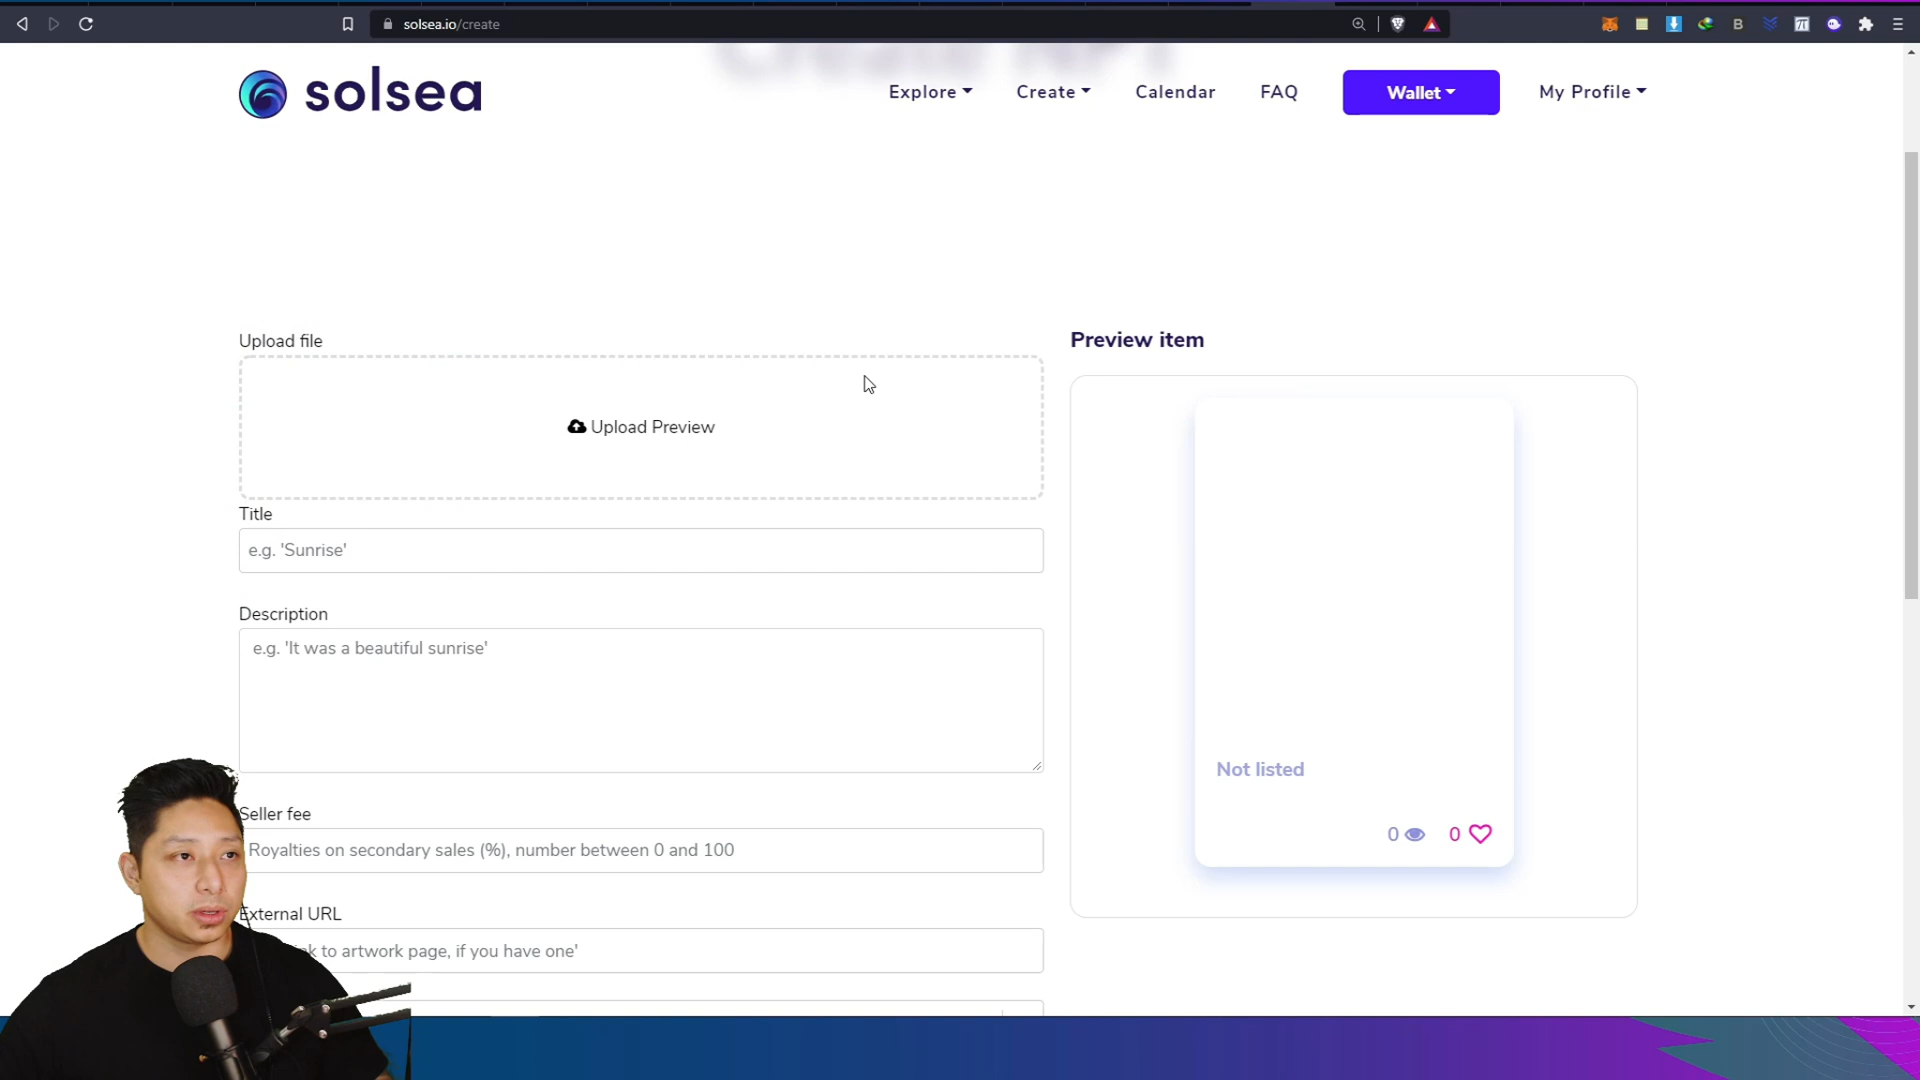 solsea.io/create
Create NFT
solsea
Explore
Create
Calendar
FAQ
Wallet
My Profile
Upload file
Upload Preview
Title
e.g. 'Sunrise'
Description
e.g. 'It was a beautiful sunrise'
Seller fee
Royalties on secondary sales (%), number between 0 and 100
External URL
to artwork page, if you have one'
Preview item
Not listed
0
0